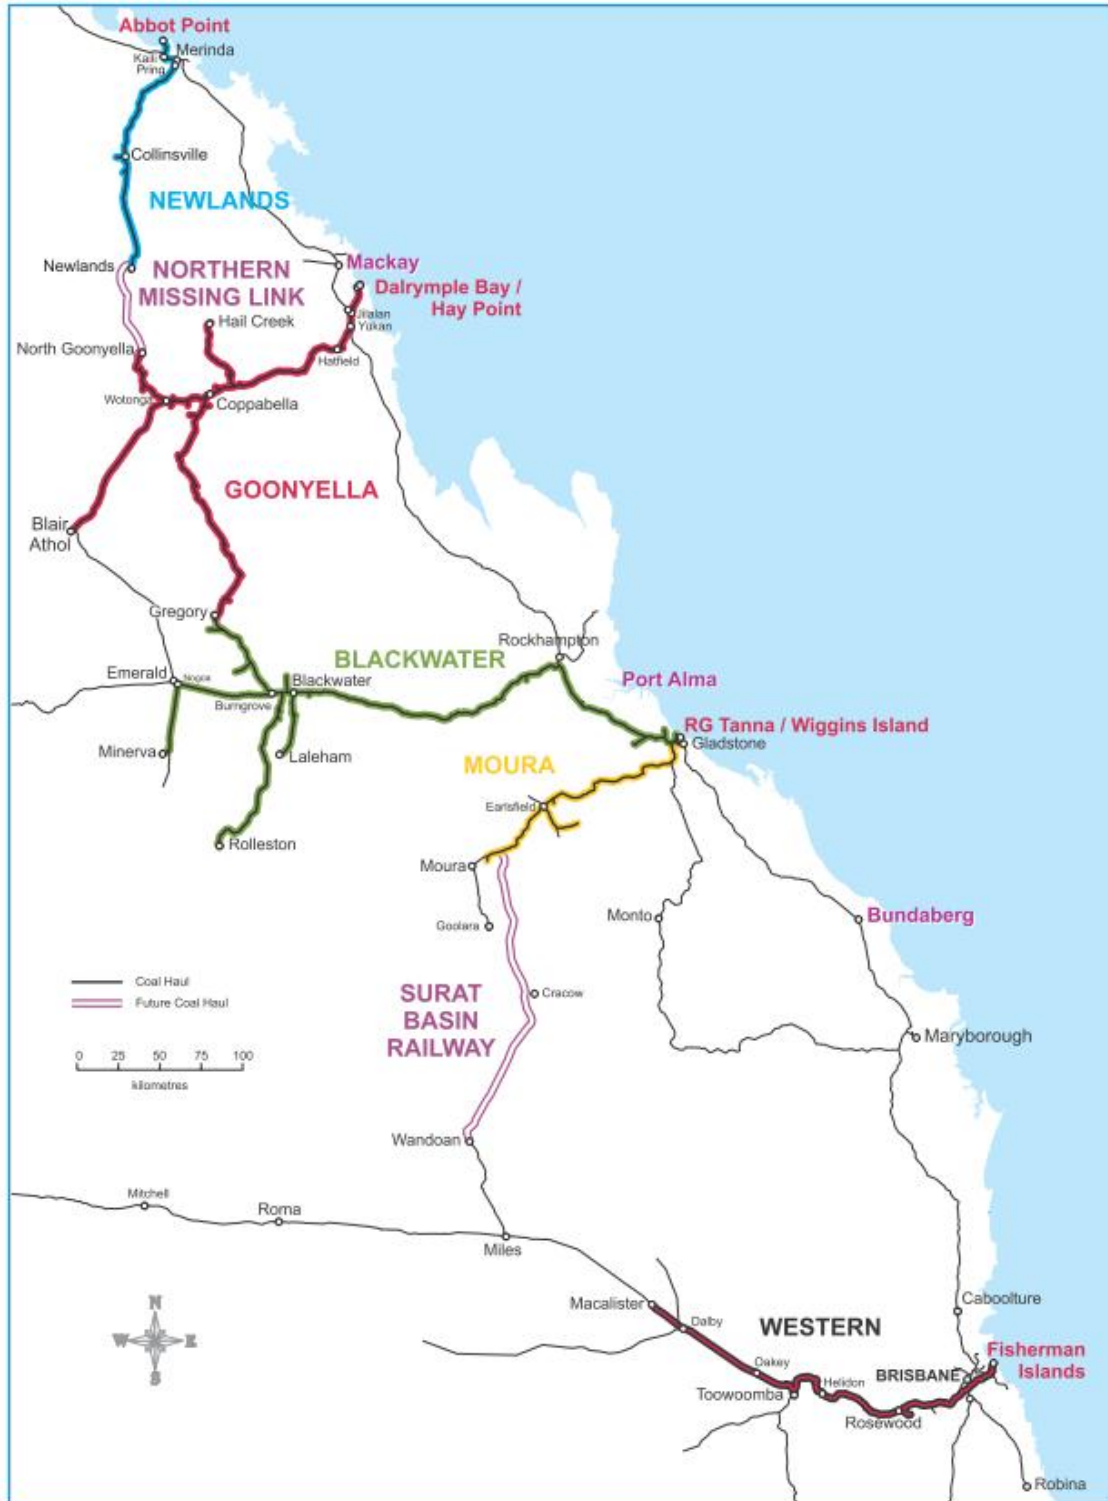 Abbot Point
Merinda
Kaili
Pring
Collinsville
NEWLANDS
Newlands
NORTHERN
MISSING LINK
Mackay
Dalrymple Bay /
Hay Point
Hail Creek
Jilalan
Yukan
North Goonyella
Hatfield
Wotonga
Coppabella
GOONYELLA
Blair
Athol
Gregory
Rockhampton
BLACKWATER
Emerald
Nogoa
Blackwater
Burngrove
Port Alma
RG Tanna / Wiggins Island
Gladstone
Minerva
Laleham
MOURA
Earlsfield
Rolleston
Moura
Goolara
Monto
Bundaberg
Coal Haul
Future Coal Haul
SURAT
BASIN
RAILWAY
Cracow
Maryborough
0 25 50 75 100
kilometres
Wandoan
Mitchell
Roma
Miles
N
W E
S
Macalister
Dalby
WESTERN
Caboolture
Fisherman
Islands
Oakey
Helidon
BRISBANE
Toowoomba
Rosewood
Robina